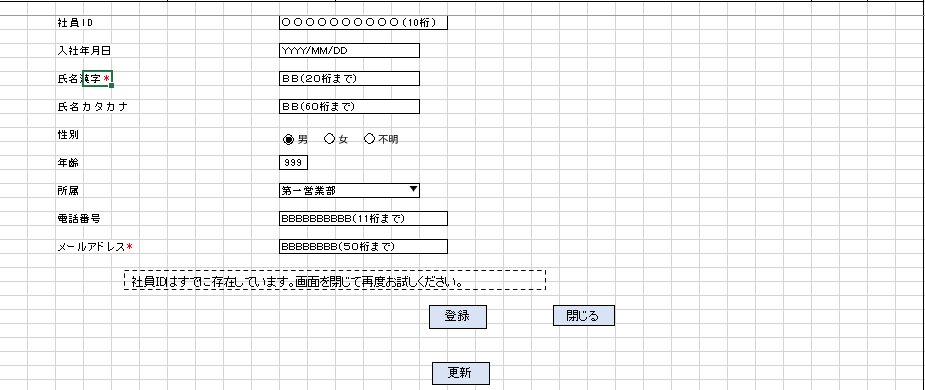 社員ID ○○○○○○○○○○(10桁)
入社年月日 YYYY/MM/DD
氏名漢字* BB(20桁まで)
氏名カタカナ BB(60桁まで)
性別 男 女 不明
年齢 999
所属 第一営業部
電話番号 BBBBBBBBBB(11桁まで)
メールアドレス* BBBBBBBB(50桁まで)
社員IDはすでに存在しています。画面を閉じて再度お試しください。
登録 閉じる
更新